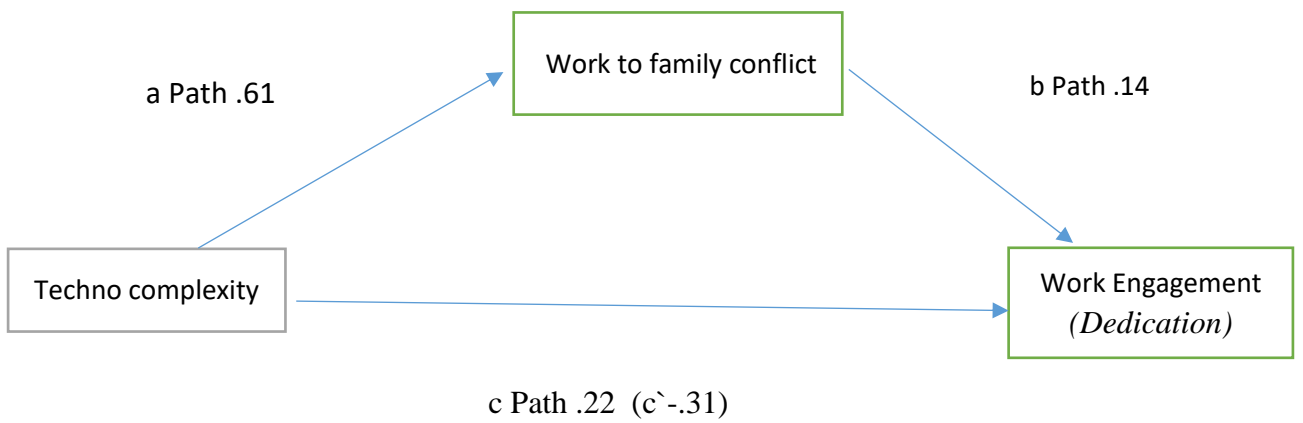 Work to family conflict
a Path .61
b Path .14
Techno complexity
Work Engagement
(Dedication)
c Path .22 (c`-.31)